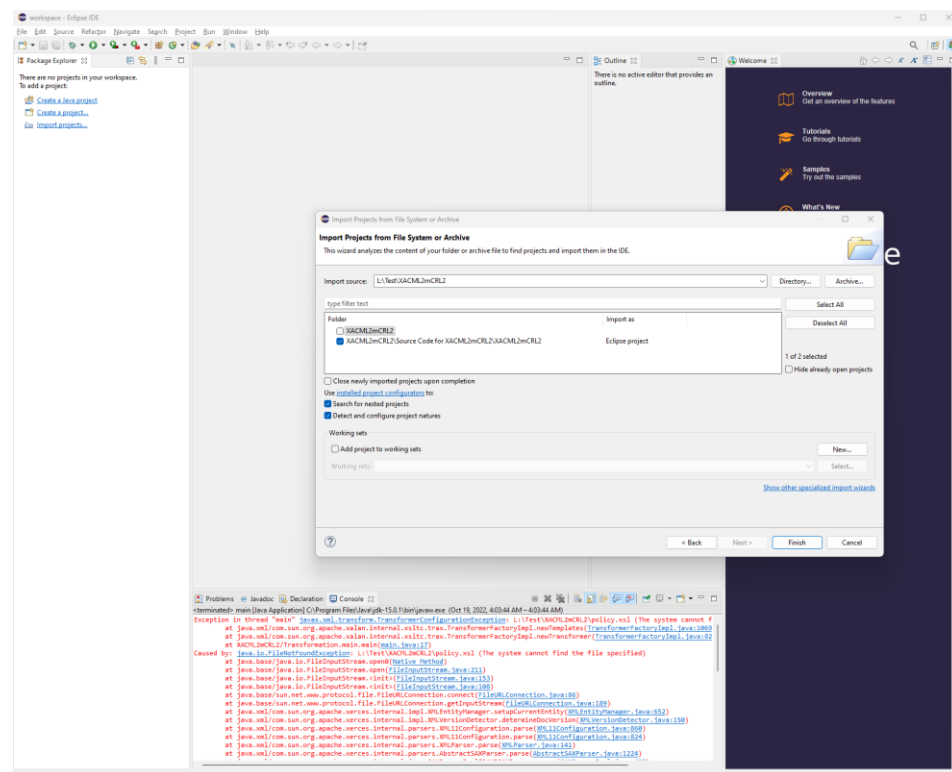 workspace - Eclipse IDE
File Edit Source Refactor Navigate Search Project Run Window Help
Package Explorer
There are no projects in your workspace.
To add a project:
Create a Java project
Create a project...
Import projects...
Outline
There is no active editor that provides an
outline.
Welcome
Overview
Get an overview of the features
Tutorials
Go through tutorials
Samples
Try out the samples
What's New
e
Import Projects from File System or Archive
Import Projects from File System or Archive
This wizard analyzes the content of your folder or archive file to find projects and import them in the IDE.
Import source: L:\Test\XACML2mCRL2 Directory... Archive...
type filter text Select All
Folder Import as
Deselect All
XACML2mCRL2
XACML2mCRL2\Source Code for XACML2mCRL2\XACML2mCRL2 Eclipse project
1 of 2 selected
Hide already open projects
Close newly imported projects upon completion
Use installed project configurators to:
Search for nested projects
Detect and configure project natures
Working sets
Add project to working sets New...
Working sets: Select...
Show other specialized import wizards
< Back Next > Finish Cancel
Problems Javadoc Declaration Console
<terminated> main [Java Application] C:\Program Files\Java\jdk-15.0.1\bin\javaw.exe (Oct 19, 2022, 4:03:44 AM – 4:03:44 AM)
Exception in thread "main" javax.xml.transform.TransformerConfigurationException: L:\Test\XACML2mCRL2\policy.xsl (The system cannot f
at java.xml/com.sun.org.apache.xalan.internal.xsltc.trax.TransformerFactoryImpl.newTemplates(TransformerFactoryImpl.java:1069
at java.xml/com.sun.org.apache.xalan.internal.xsltc.trax.TransformerFactoryImpl.newTransformer(TransformerFactoryImpl.java:82
at XACML2mCRL2/Transformation.main.main(main.java:17)
Caused by: java.io.FileNotFoundException: L:\Test\XACML2mCRL2\policy.xsl (The system cannot find the file specified)
at java.base/java.io.FileInputStream.open0(Native Method)
at java.base/java.io.FileInputStream.open(FileInputStream.java:211)
at java.base/java.io.FileInputStream.<init>(FileInputStream.java:153)
at java.base/java.io.FileInputStream.<init>(FileInputStream.java:108)
at java.base/sun.net.www.protocol.file.FileURLConnection.connect(FileURLConnection.java:86)
at java.base/sun.net.www.protocol.file.FileURLConnection.getInputStream(FileURLConnection.java:189)
at java.xml/com.sun.org.apache.xerces.internal.impl.XMLEntityManager.setupCurrentEntity(XMLEntityManager.java:652)
at java.xml/com.sun.org.apache.xerces.internal.impl.XMLVersionDetector.determineDocVersion(XMLVersionDetector.java:150)
at java.xml/com.sun.org.apache.xerces.internal.parsers.XML11Configuration.parse(XML11Configuration.java:860)
at java.xml/com.sun.org.apache.xerces.internal.parsers.XML11Configuration.parse(XML11Configuration.java:824)
at java.xml/com.sun.org.apache.xerces.internal.parsers.XMLParser.parse(XMLParser.java:141)
at java.xml/com.sun.org.apache.xerces.internal.parsers.AbstractSAXParser.parse(AbstractSAXParser.java:1224)